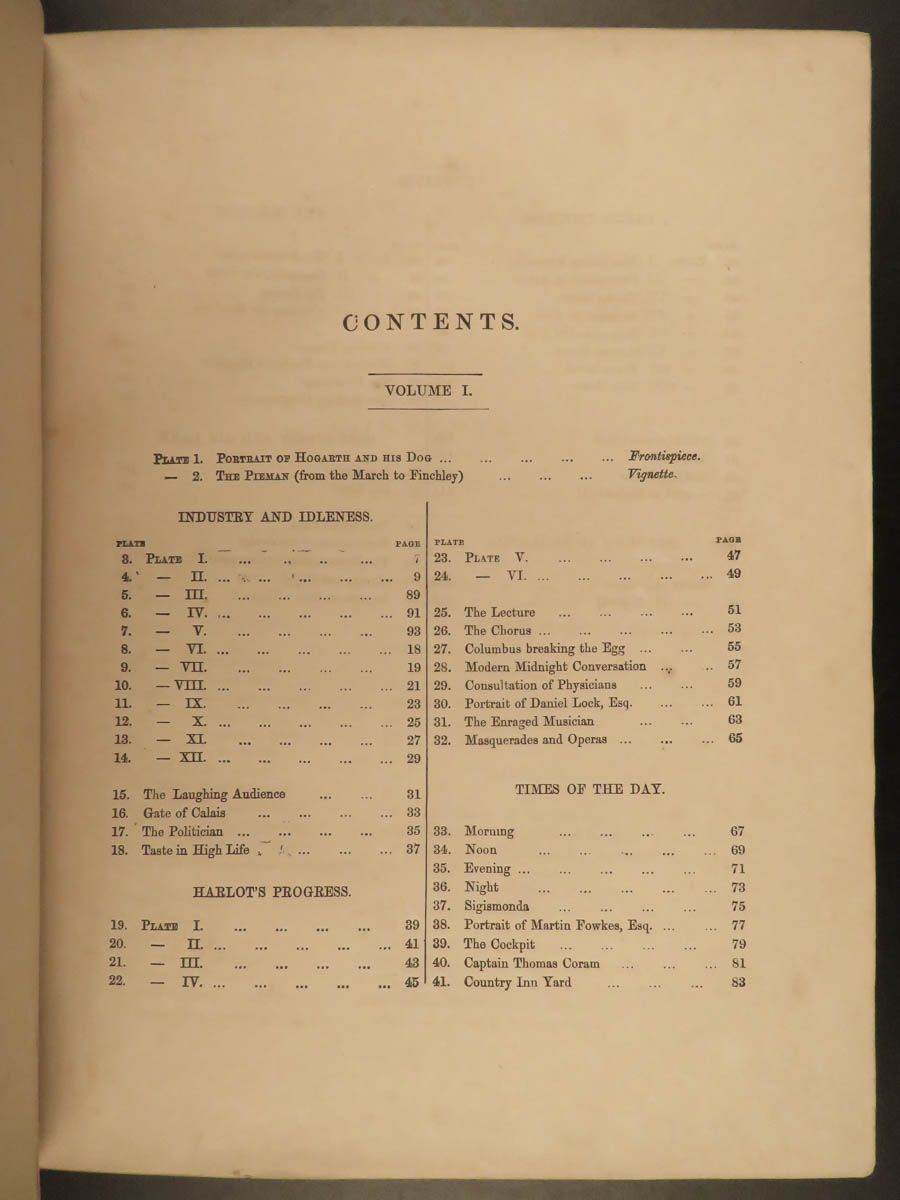 CONTENTS.
VOLUME I.
PLATE 1. PORTRAIT OF HOGARTH AND HIS DOG ... ... ... ... ... Frontispiece.
— 2. THE PIEMAN (from the March to Finchley) ... ... ... Vignette.
INDUSTRY AND IDLENESS.
PLATE PAGE
3. PLATE I. ... ... ... ... 7
4. — II. ... ... ... ... ... 9
5. — III. ... ... ... ... 89
6. — IV. ... ... ... ... ... 91
7. — V. ... ... ... ... 93
8. — VI. ... ... ... ... ... 18
9. — VII. ... ... ... ... 19
10. — VIII. ... ... ... ... ... 21
11. — IX. ... ... ... ... 23
12. — X. ... ... ... ... ... 25
13. — XI. ... ... ... ... 27
14. — XII. ... ... ... ... ... 29
15. The Laughing Audience ... ... 31
16. Gate of Calais ... ... ... ... 33
17. The Politician ... ... ... ... 35
18. Taste in High Life ... ... ... 37
HARLOT'S PROGRESS.
19. PLATE I. ... ... ... ... 39
20. — II. ... ... ... ... ... 41
21. — III. ... ... ... ... 43
22. — IV. ... ... ... ... ... 45
PLATE PAGE
23. PLATE V. ... ... ... ... 47
24. — VI. ... ... ... ... ... 49
25. The Lecture ... ... ... ... 51
26. The Chorus ... ... ... ... ... 53
27. Columbus breaking the Egg ... ... 55
28. Modern Midnight Conversation ... ... 57
29. Consultation of Physicians ... ... 59
30. Portrait of Daniel Lock, Esq. ... ... 61
31. The Enraged Musician ... ... 63
32. Masquerades and Operas ... ... ... 65
TIMES OF THE DAY.
33. Morning ... ... ... ... 67
34. Noon ... ... ... ... ... 69
35. Evening ... ... ... ... ... 71
36. Night ... ... ... ... ... 73
37. Sigismonda ... ... ... ... 75
38. Portrait of Martin Fowkes, Esq. ... ... 77
39. The Cockpit ... ... ... ... 79
40. Captain Thomas Coram ... ... ... 81
41. Country Inn Yard ... ... ... 83